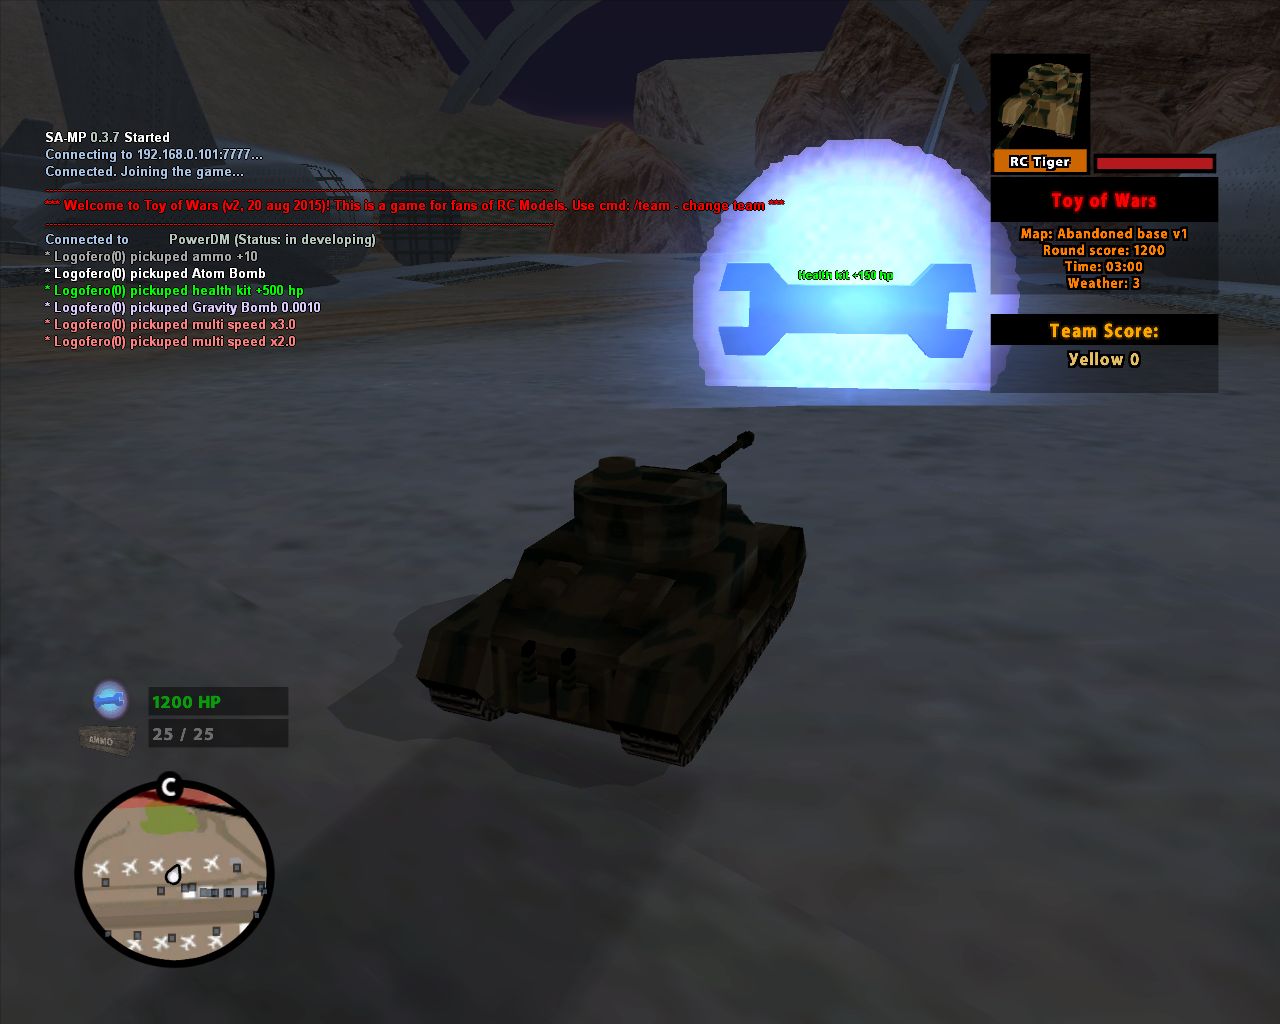 SA-MP 0.3.7 Started
Connecting to 192.168.0.101:7777...
Connected. Joining the game...
*** Welcome to Toy of Wars (v2, 20 aug 2015)! This is a game for fans of RC Models. Use cmd: /team - change team ***
Connected to PowerDM (Status: in developing)
* Logofero(0) pickuped ammo +10
* Logofero(0) pickuped Atom Bomb
* Logofero(0) pickuped health kit +500 hp
* Logofero(0) pickuped Gravity Bomb 0.0010
* Logofero(0) pickuped multi speed x3.0
* Logofero(0) pickuped multi speed x2.0
Health kit +150 hp
RC Tiger
Toy of Wars
Map: Abandoned base v1
Round score: 1200
Time: 03:00
Weather: 3
Team Score:
Yellow 0
1200 HP
AMMO
25 / 25
C